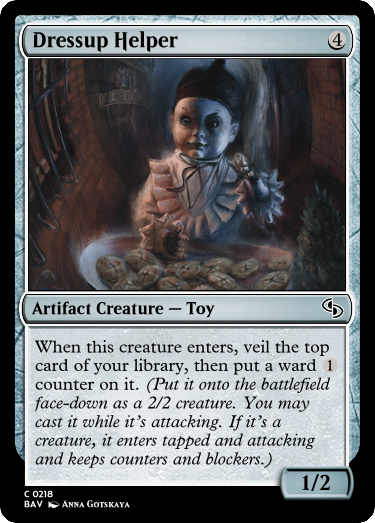 Dressup Helper 4
Artifact Creature — Toy
When this creature enters, veil the top
card of your library, then put a ward 1
counter on it. (Put it onto the battlefield
face-down as a 2/2 creature. You may
cast it while it's attacking. If it's a
creature, it enters tapped and attacking
and keeps counters and blockers.)
1/2
C 0218
BAV Anna Gotskaya